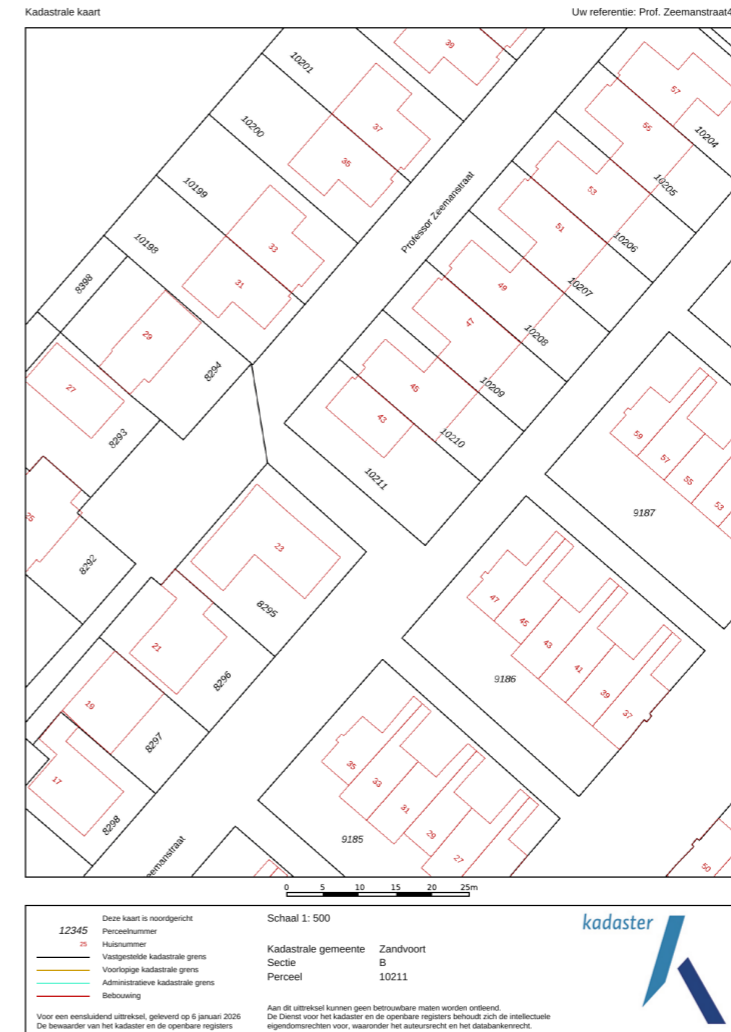 Kadastrale kaart
Uw referentie: Prof. Zeemanstraat4
39
10201
57
37
10200
55
10204
35
10199
10205
53
Professor Zeemanstraat
33
10198
51
10206
31
8398
49
10207
29
47
10208
8294
27
45
10209
43
8293
10210
59
57
10211
55
53
25
9187
23
8292
47
8295
45
43
21
41
9186
8296
39
19
37
8297
35
17
33
31
8298
29
9185
27
eemanstraat
50
0 5 10 15 20 25m
Deze kaart is noordgericht
12345 Perceelnummer
25 Huisnummer
Vastgestelde kadastrale grens
Voorlopige kadastrale grens
Administratieve kadastrale grens
Bebouwing
Voor een eensluidend uittreksel, geleverd op 6 januari 2026
De bewaarder van het kadaster en de openbare registers
Schaal 1: 500
Kadastrale gemeente Zandvoort
Sectie B
Perceel 10211
Aan dit uittreksel kunnen geen betrouwbare maten worden ontleend.
De Dienst voor het kadaster en de openbare registers behoudt zich de intellectuele
eigendomsrechten voor, waaronder het auteursrecht en het databankenrecht.
kadaster